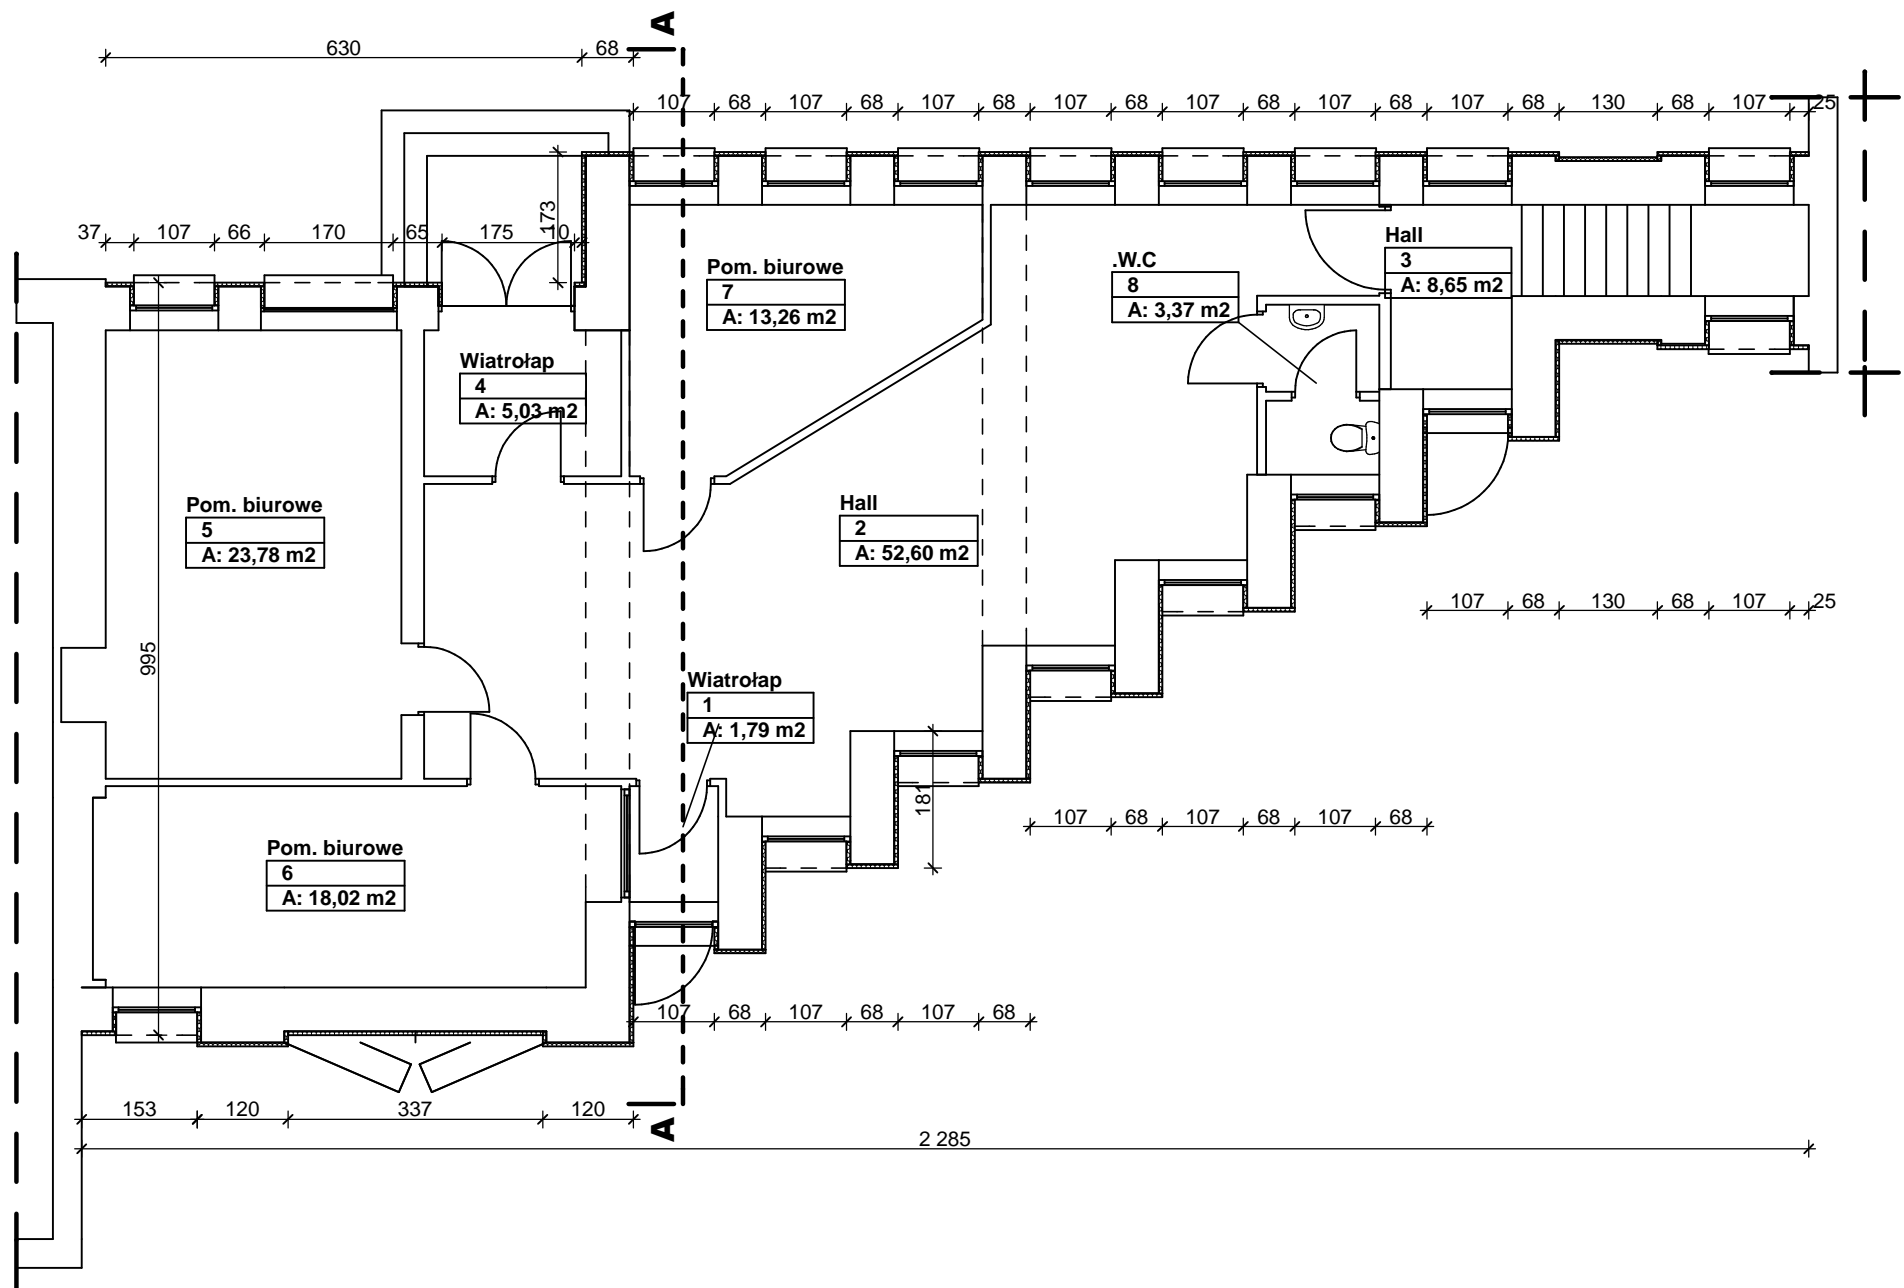 A
630 68
107 68 107 68 107 68 107 68 107 68 107 68 107 68 130 68 107 25
37 107 66 170 65 175 10
173
Hall
3
A: 8,65 m2
.W.C
8
A: 3,37 m2
Pom. biurowe
7
A: 13,26 m2
Wiatrołap
4
A: 5,03 m2
Pom. biurowe
5
A: 23,78 m2
Hall
2
A: 52,60 m2
107 68 130 68 107 25
995
Wiatrołap
1
A: 1,79 m2
181
107 68 107 68 107 68
Pom. biurowe
6
A: 18,02 m2
107 68 107 68 107 68
153 120 337 120
A
2 285